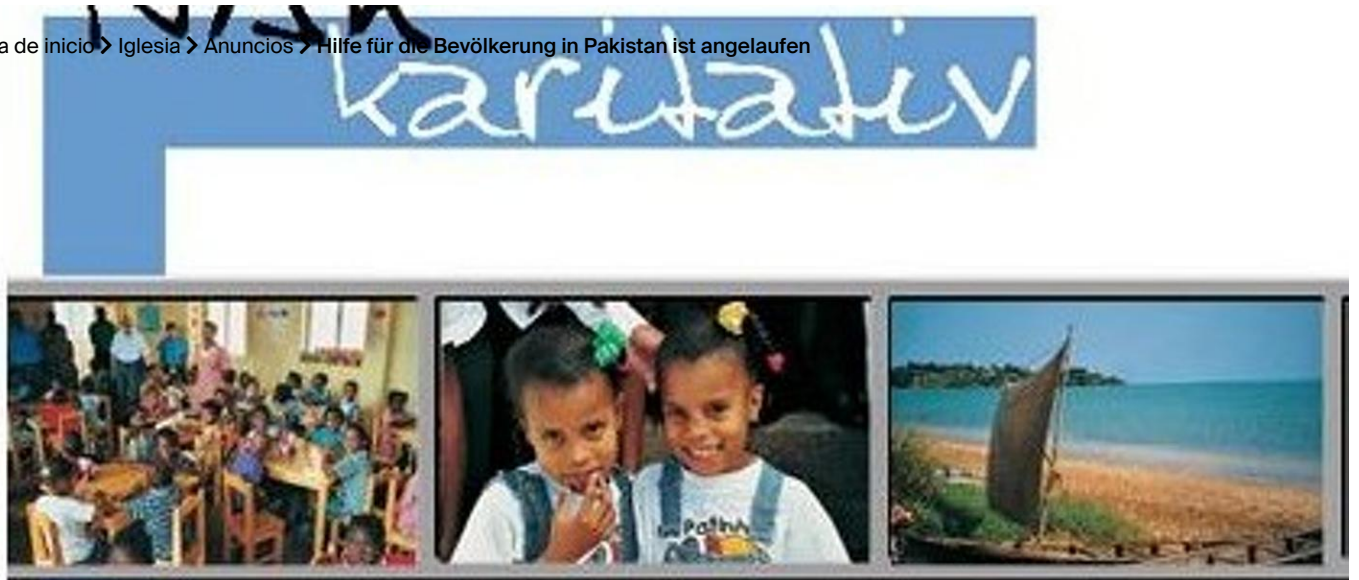 a de inicio > Iglesia > Anuncios > Hilfe für die Bevölkerung in Pakistan ist angelaufen
karitativ